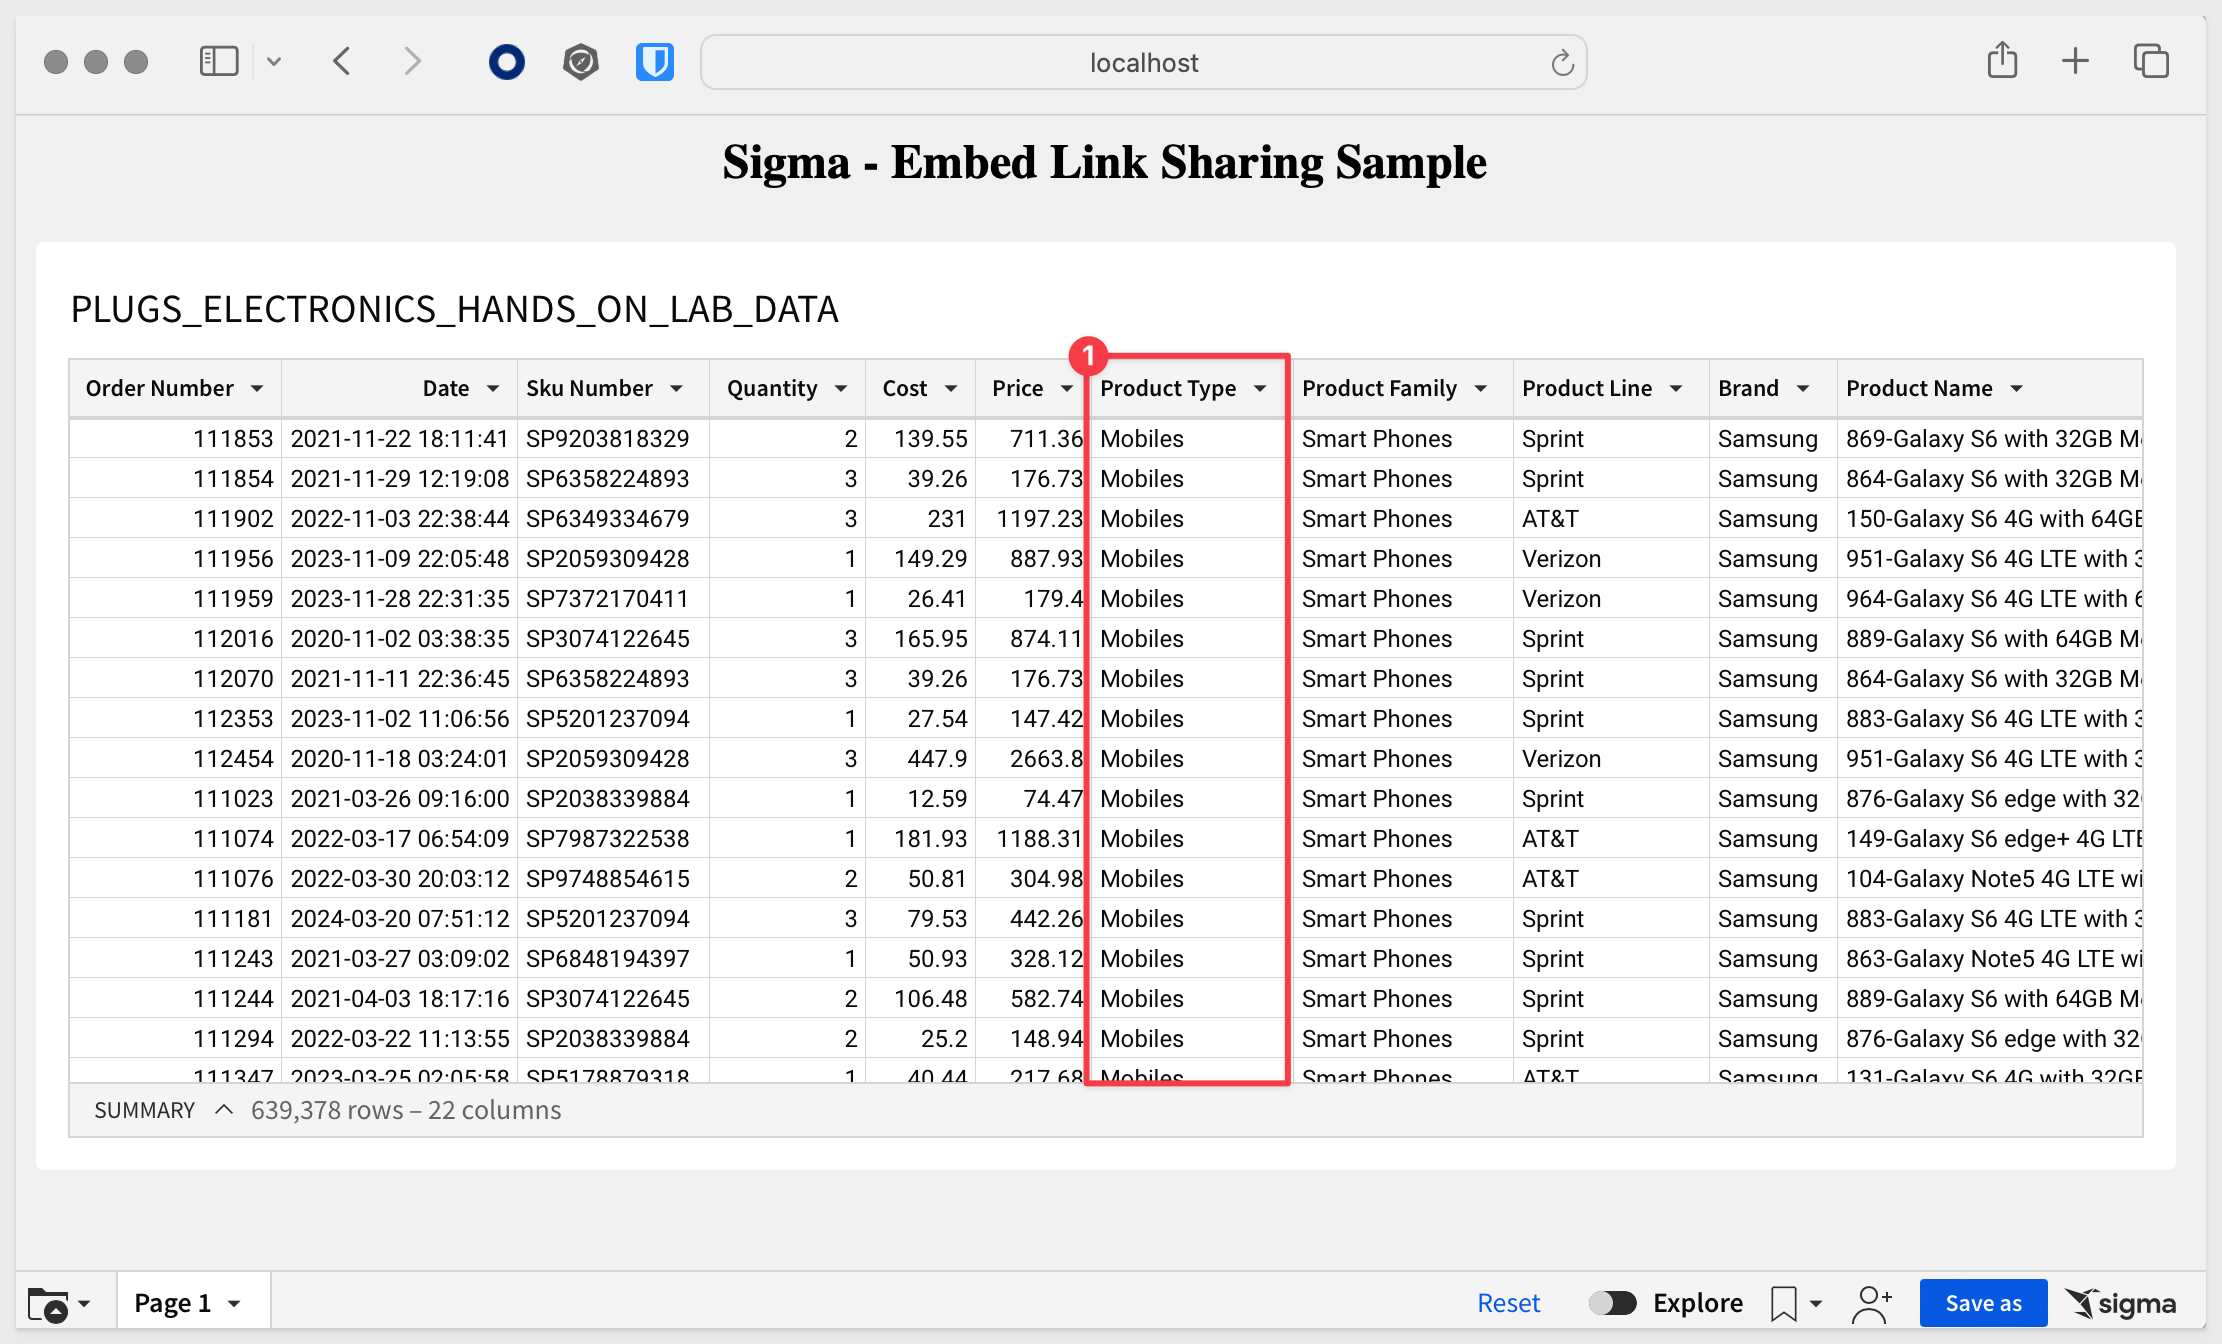 localhost
Sigma - Embed Link Sharing Sample
PLUGS_ELECTRONICS_HANDS_ON_LAB_DATA
1
Order Number Date Sku Number Quantity Cost Price Product Type Product Family Product Line Brand Product Name
111853 2021-11-22 18:11:41 SP9203818329 2 139.55 711.36 Mobiles Smart Phones Sprint Samsung 869-Galaxy S6 with 32GB M
111854 2021-11-29 12:19:08 SP6358224893 3 39.26 176.73 Mobiles Smart Phones Sprint Samsung 864-Galaxy S6 with 32GB M
111902 2022-11-03 22:38:44 SP6349334679 3 231 1197.23 Mobiles Smart Phones AT&T Samsung 150-Galaxy S6 4G with 64GB
111956 2023-11-09 22:05:48 SP2059309428 1 149.29 887.93 Mobiles Smart Phones Verizon Samsung 951-Galaxy S6 4G LTE with 3
111959 2023-11-28 22:31:35 SP7372170411 1 26.41 179.4 Mobiles Smart Phones Verizon Samsung 964-Galaxy S6 4G LTE with 6
112016 2020-11-02 03:38:35 SP3074122645 3 165.95 874.11 Mobiles Smart Phones Sprint Samsung 889-Galaxy S6 with 64GB M
112070 2021-11-11 22:36:45 SP6358224893 3 39.26 176.73 Mobiles Smart Phones Sprint Samsung 864-Galaxy S6 with 32GB M
112353 2023-11-02 11:06:56 SP5201237094 1 27.54 147.42 Mobiles Smart Phones Sprint Samsung 883-Galaxy S6 4G LTE with 3
112454 2020-11-18 03:24:01 SP2059309428 3 447.9 2663.8 Mobiles Smart Phones Verizon Samsung 951-Galaxy S6 4G LTE with 3
111023 2021-03-26 09:16:00 SP2038339884 1 12.59 74.47 Mobiles Smart Phones Sprint Samsung 876-Galaxy S6 edge with 32
111074 2022-03-17 06:54:09 SP7987322538 1 181.93 1188.31 Mobiles Smart Phones AT&T Samsung 149-Galaxy S6 edge+ 4G LTE
111076 2022-03-30 20:03:12 SP9748854615 2 50.81 304.98 Mobiles Smart Phones AT&T Samsung 104-Galaxy Note5 4G LTE wi
111181 2024-03-20 07:51:12 SP5201237094 3 79.53 442.26 Mobiles Smart Phones Sprint Samsung 883-Galaxy S6 4G LTE with 3
111243 2021-03-27 03:09:02 SP6848194397 1 50.93 328.12 Mobiles Smart Phones Sprint Samsung 863-Galaxy Note5 4G LTE wi
111244 2021-04-03 18:17:16 SP3074122645 2 106.48 582.74 Mobiles Smart Phones Sprint Samsung 889-Galaxy S6 with 64GB M
111294 2022-03-22 11:13:55 SP2038339884 2 25.2 148.94 Mobiles Smart Phones Sprint Samsung 876-Galaxy S6 edge with 32
111347 2023-03-25 02:05:58 SP5178879318 1 40.44 217.68 Mobiles Smart Phones AT&T Samsung 131-Galaxy S6 4G with 32GB
SUMMARY 639,378 rows – 22 columns
Page 1 Reset Explore Save as sigma